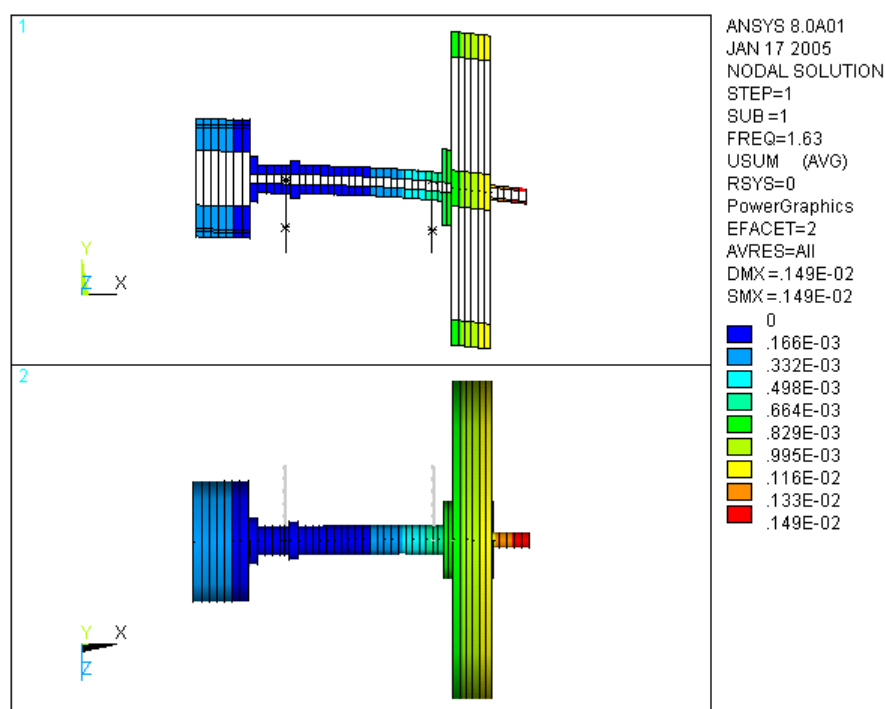 1
ANSYS 8.0A01
JAN 17 2005
NODAL SOLUTION
STEP=1
SUB =1
FREQ=1.63
USUM (AVG)
RSYS=0
PowerGraphics
EFACET=2
AVRES=All
DMX =.149E-02
SMX =.149E-02
0
.166E-03
.332E-03
.498E-03
.664E-03
.829E-03
.995E-03
.116E-02
.133E-02
.149E-02
Y
Z X
2
Y X
Z